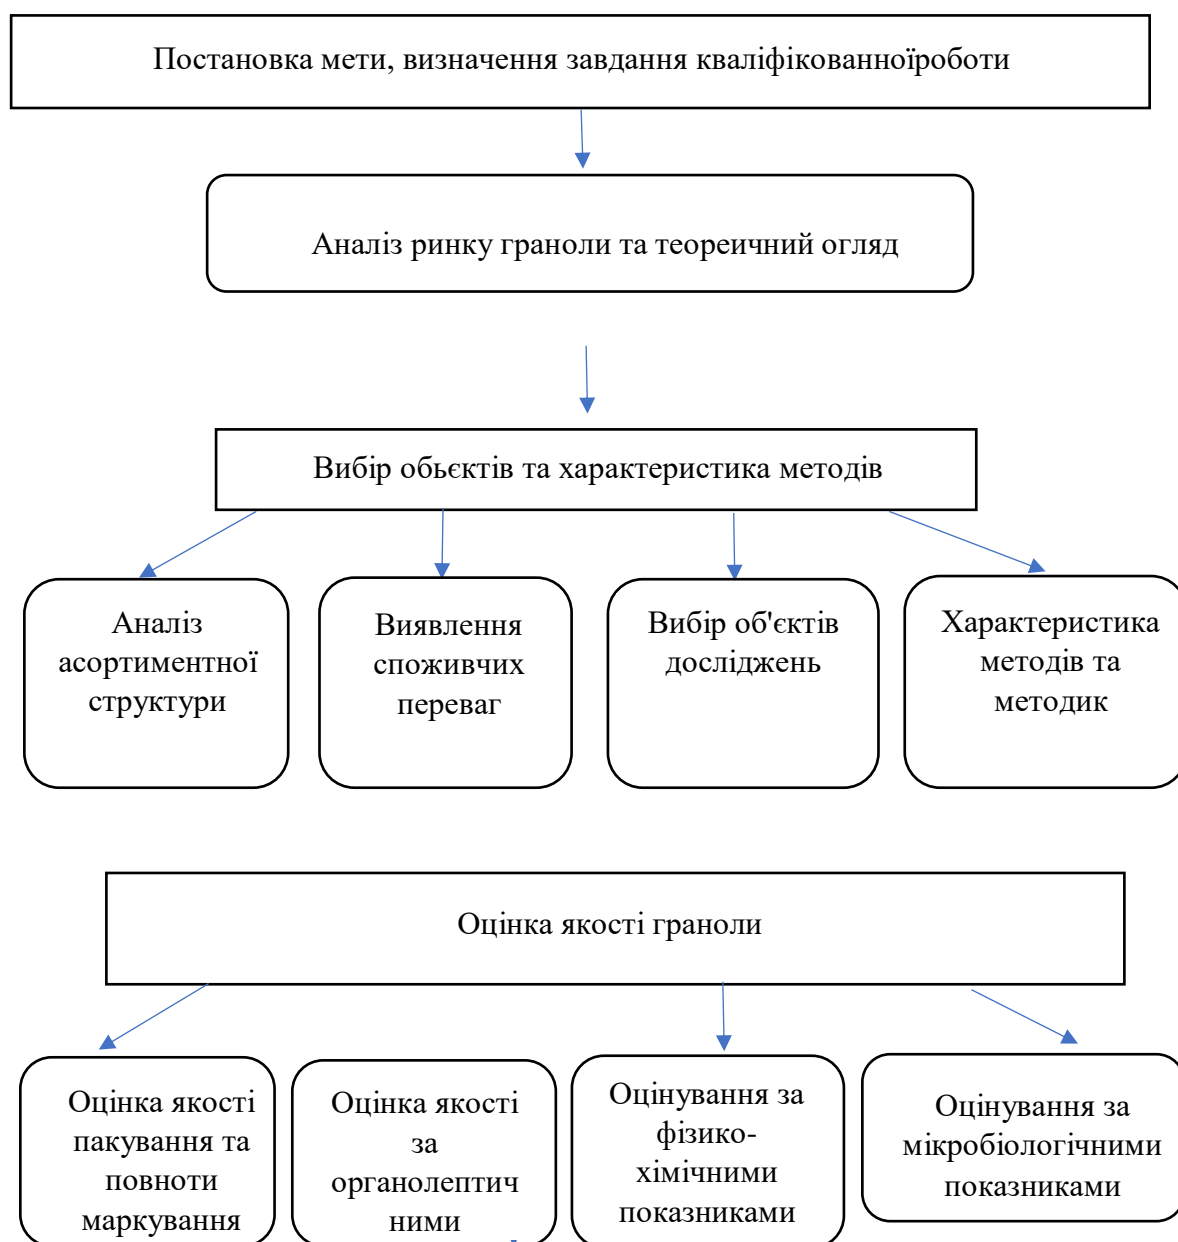 Постановка мети, визначення завдання кваліфікованноїроботи
Аналіз ринку граноли та теореичний огляд
Вибір обьєктів та характеристика методів
Аналіз
асортиментної
структури
Виявлення
споживчих
переваг
Вибір об'єктів
досліджень
Характеристика
методів та
методик
Оцінка якості граноли
Оцінка якості
пакування та
повноти
маркування
Оцінка якості
за
органолептич
ними
Оцінування за
фізико-
хімічними
показниками
Оцінування за
мікробіологічними
показниками